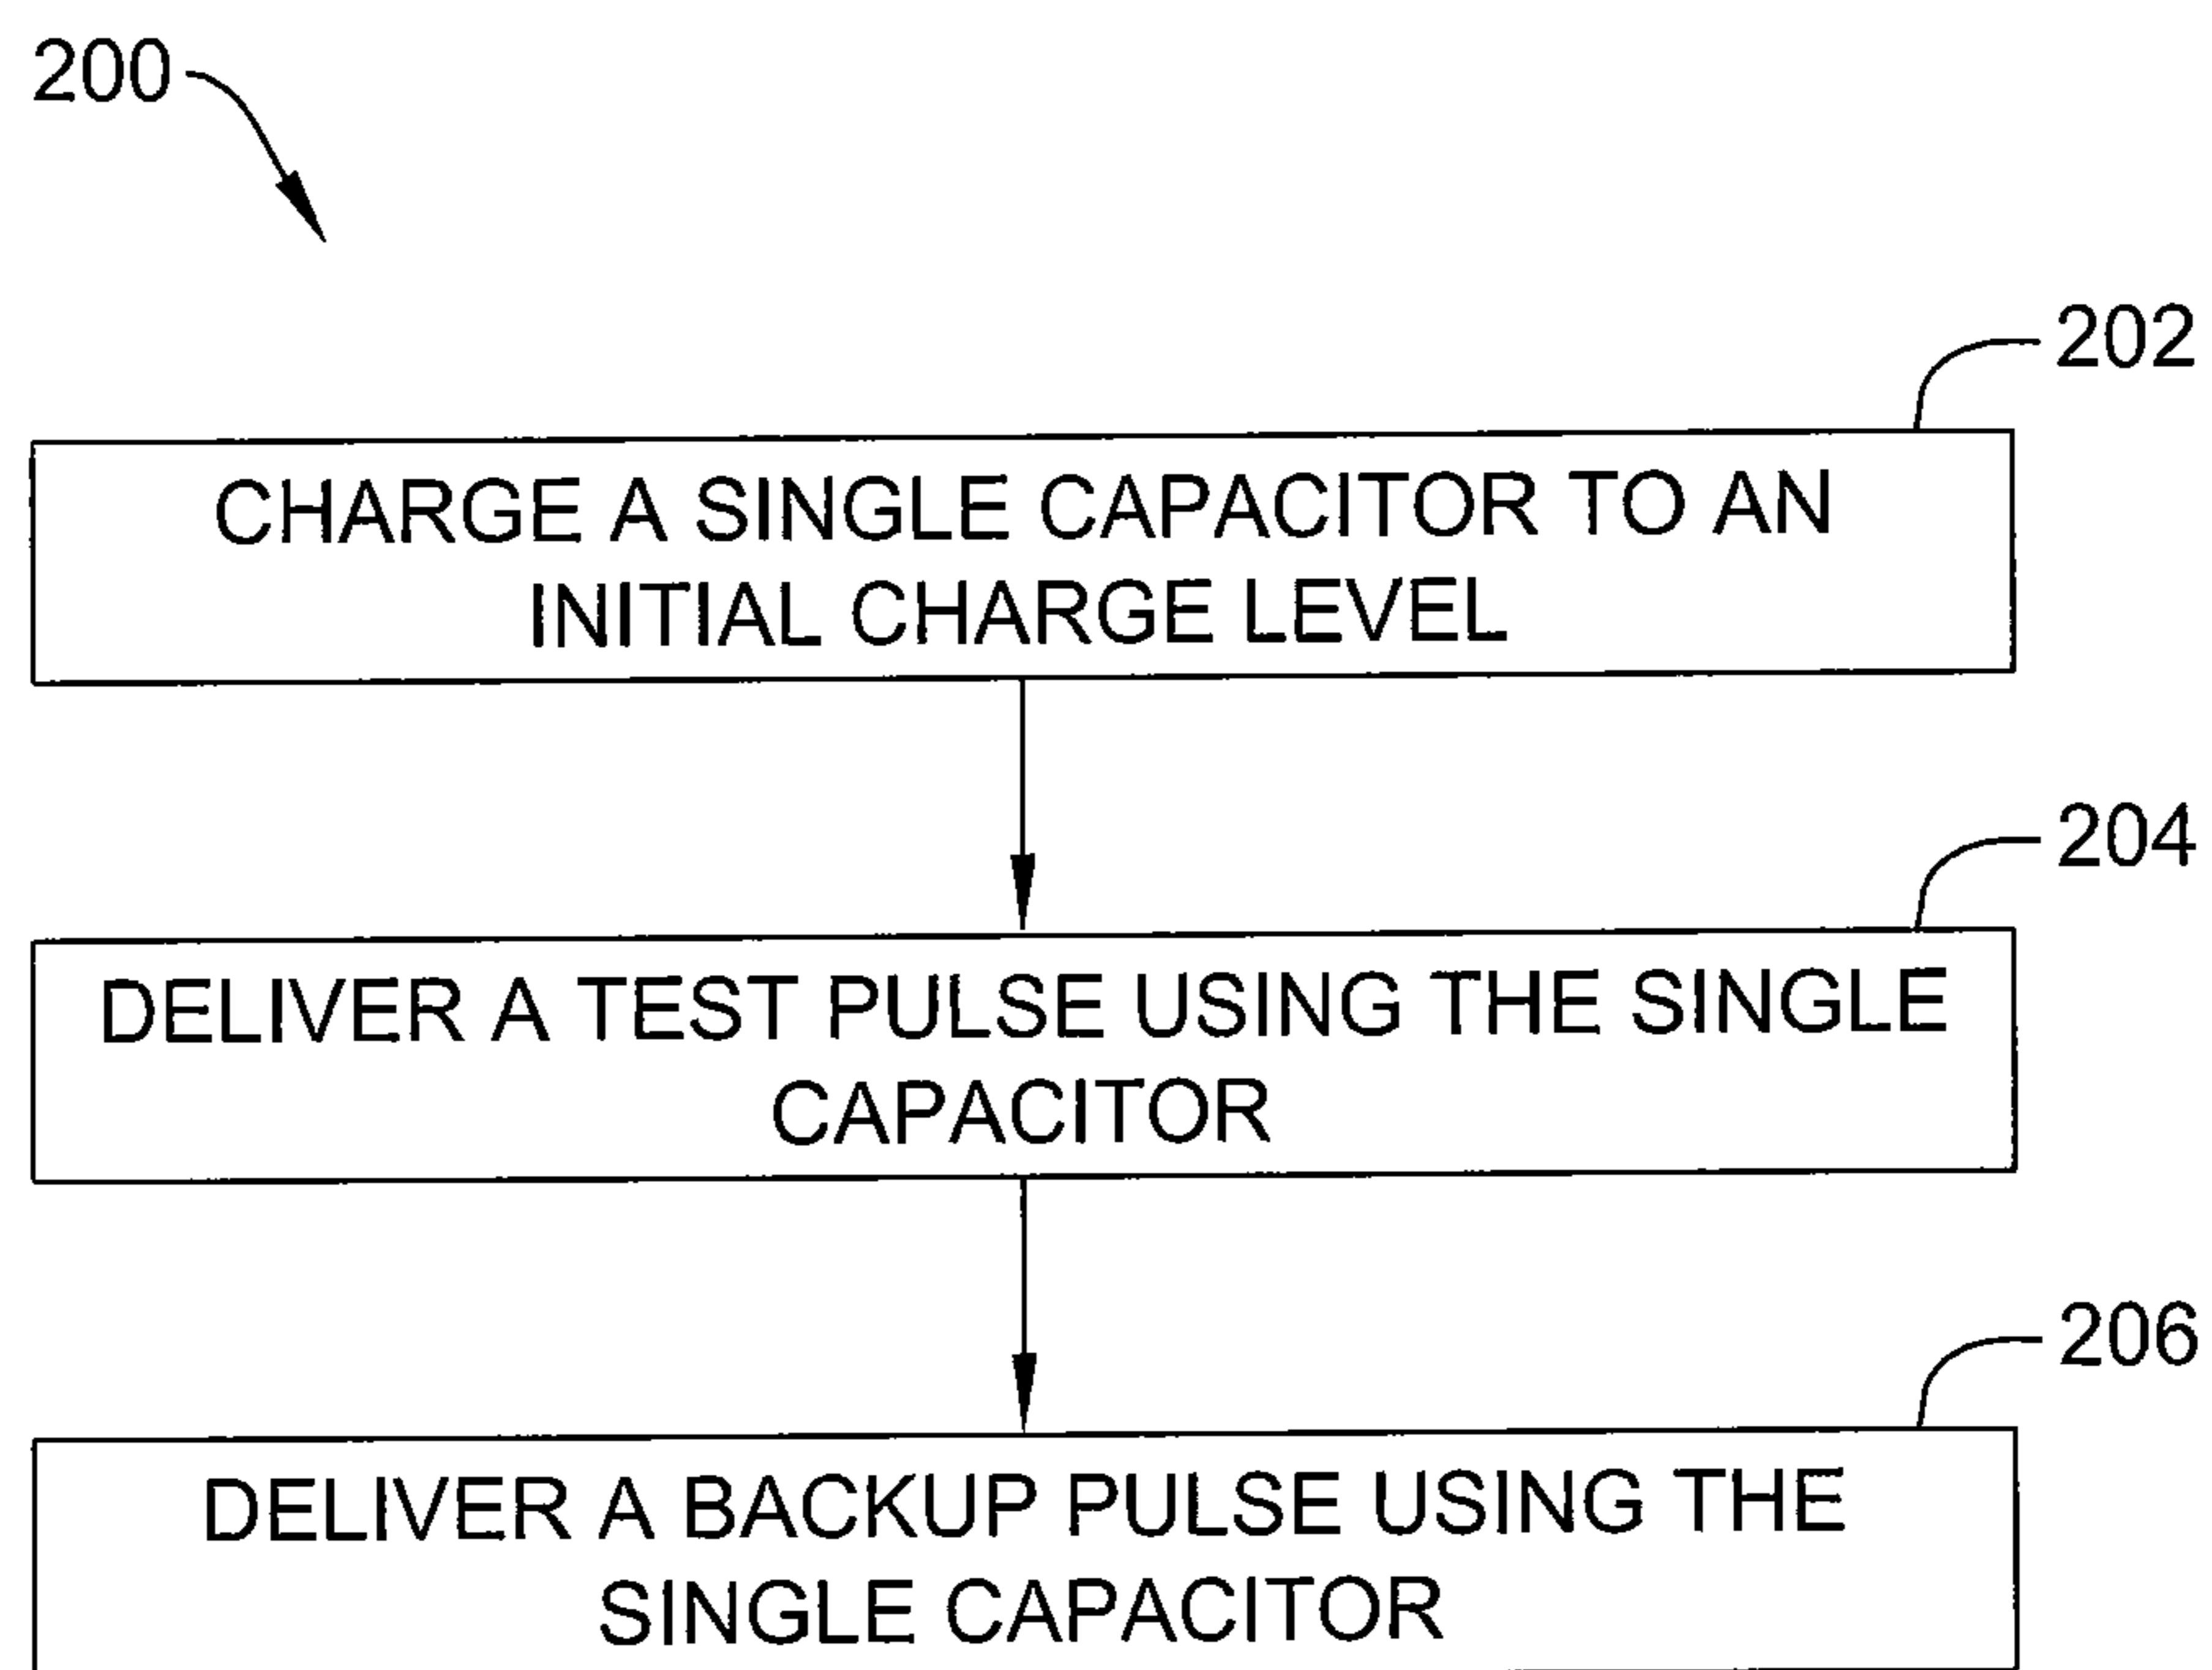 200
202
CHARGE A SINGLE CAPACITOR TO AN
INITIAL CHARGE LEVEL
204
DELIVER A TEST PULSE USING THE SINGLE
CAPACITOR
206
DELIVER A BACKUP PULSE USING THE
SINGLE CAPACITOR